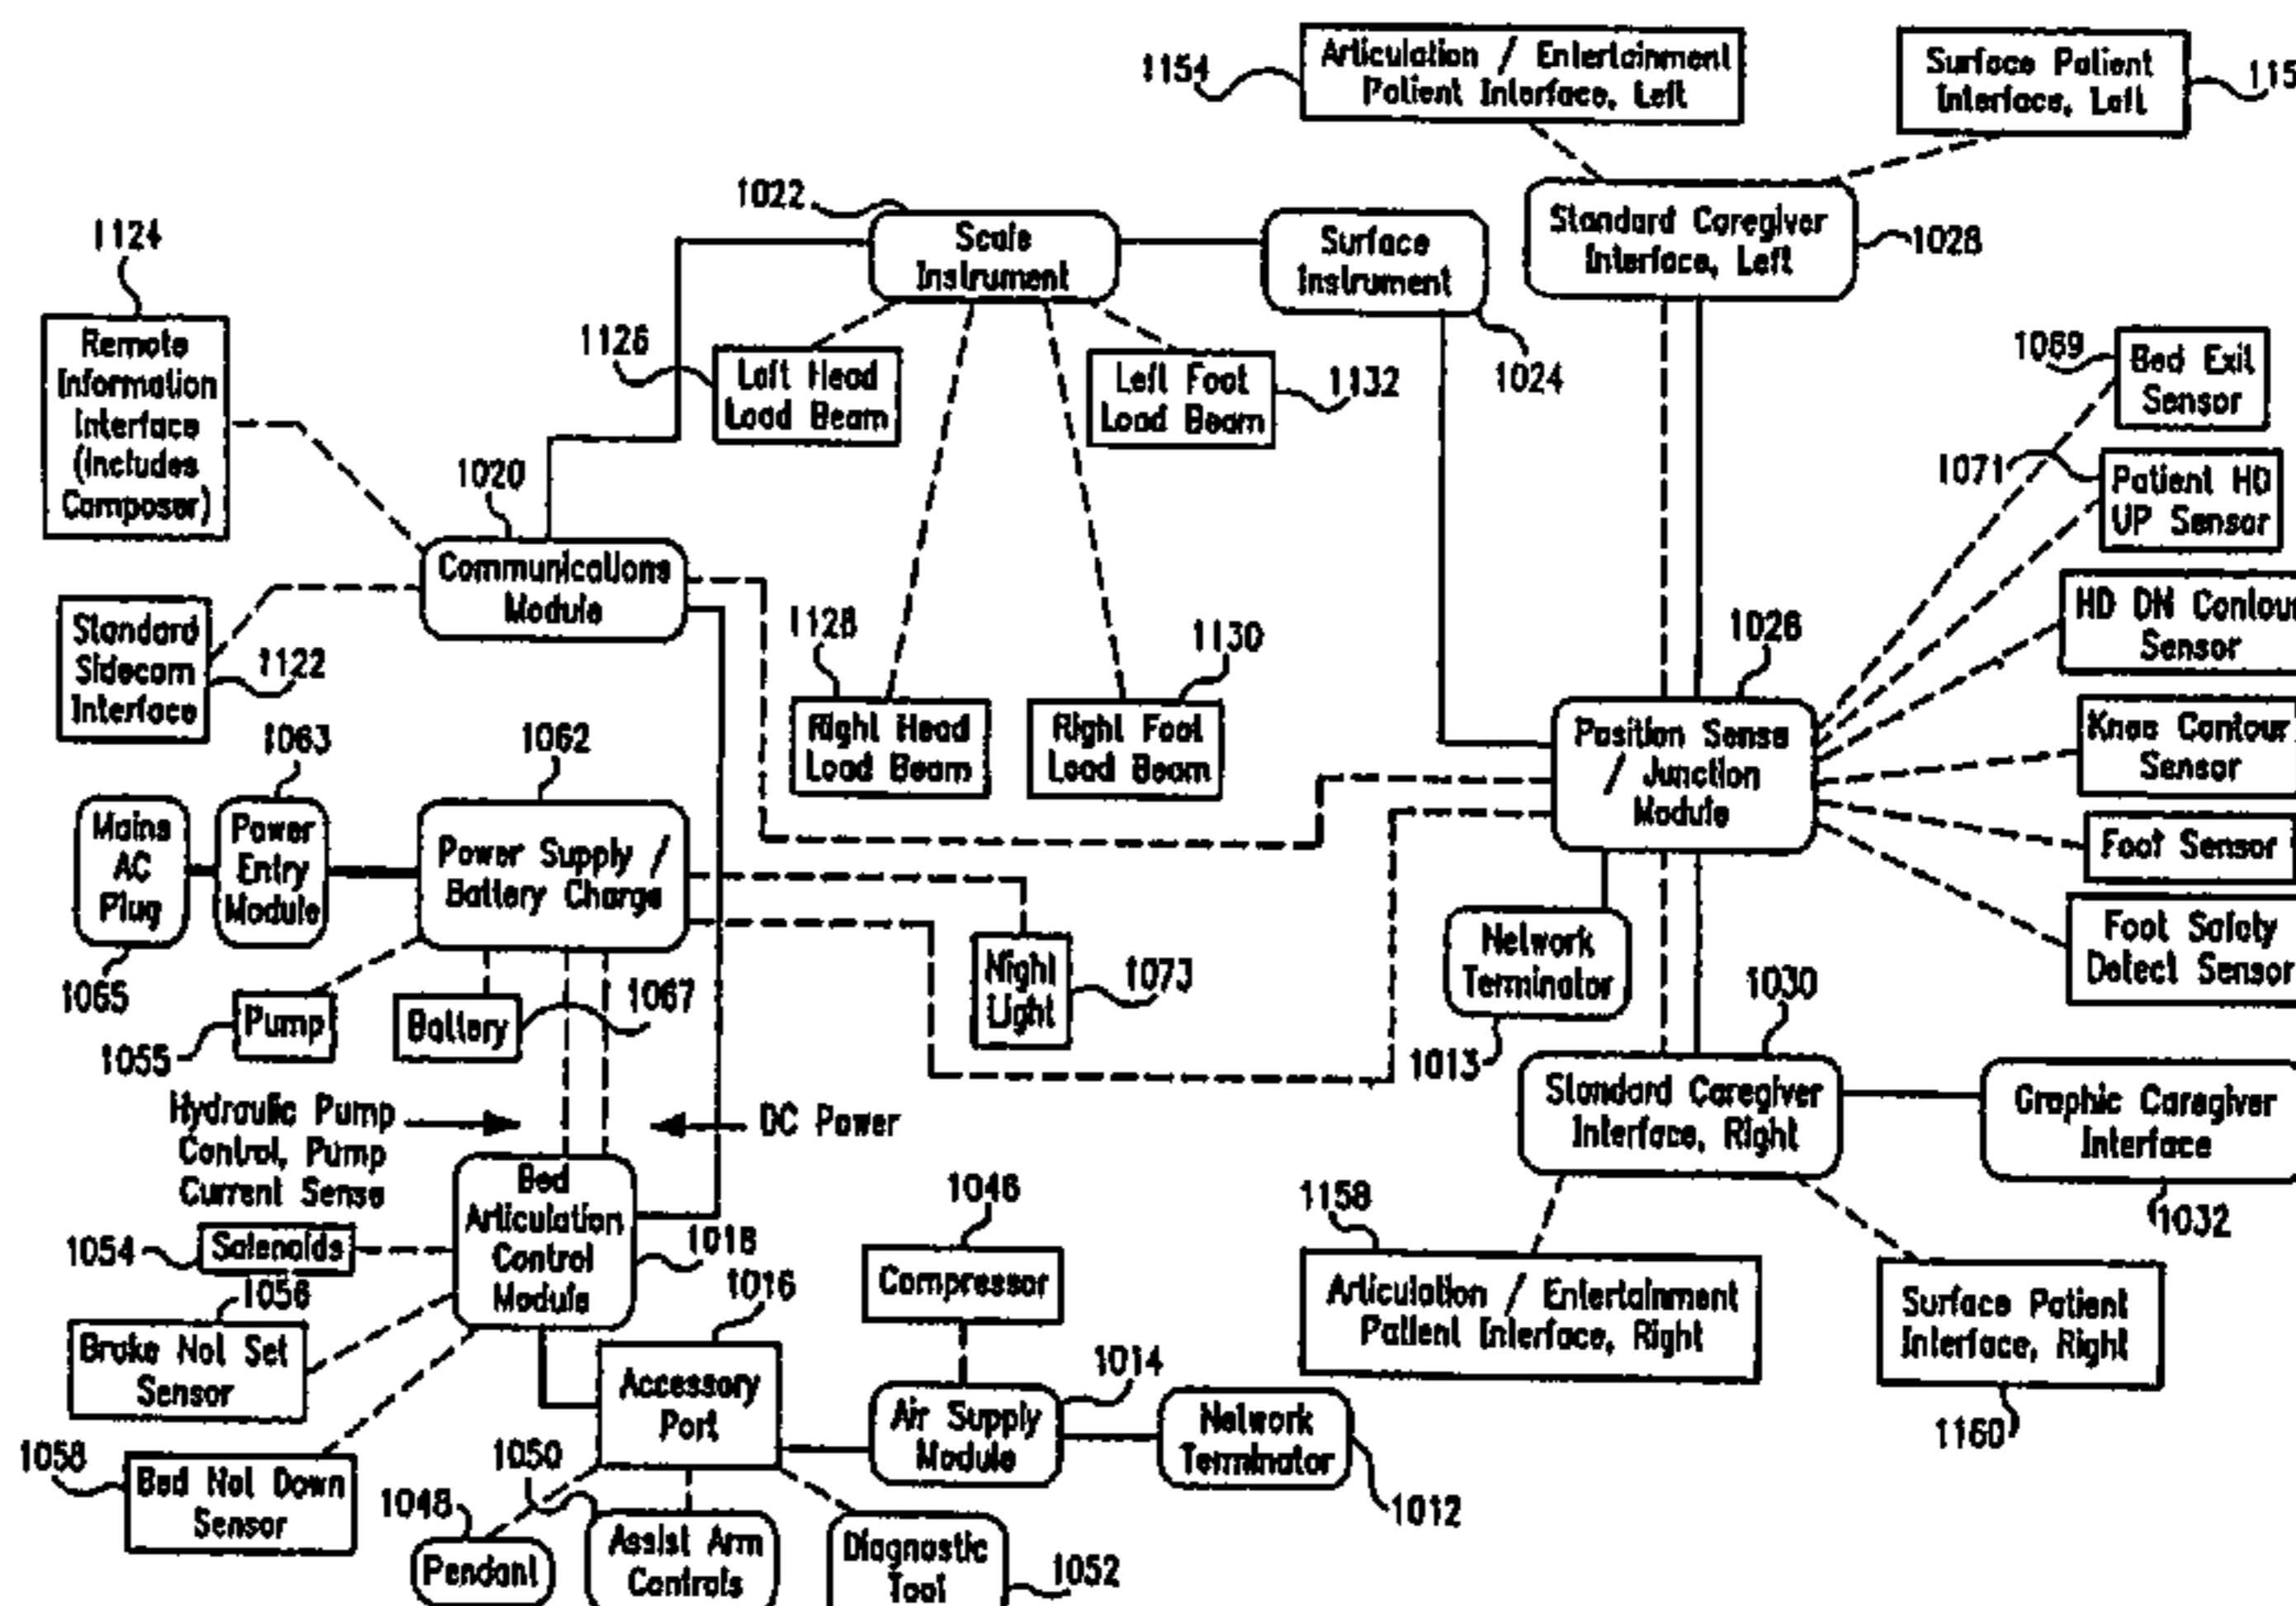 1154
Articulation / Entertainment
Patient Interface, Left
Surface Patient
Interface, Left
115
1022
Scale
Instrument
Surface
Instrument
1024
Standard Caregiver
Interface, Left
1028
1124
Remote
Information
Interface
(Includes
Composer)
1126
Left Head
Load Beam
Left Foot
Load Beam
1132
1069
Bed Exit
Sensor
1071
Patient HD
UP Sensor
1020
Communications
Module
HD DN Contour
Sensor
Standard
Sidecom
Interface
1122
1128
Right Head
Load Beam
1130
Right Foot
Load Beam
1026
Position Sense
/ Junction
Module
Knee Contour
Sensor
Foot Sensor
Foot Safety
Detect Sensor
1063
1062
Mains
AC
Plug
1065
Power
Entry
Module
Power Supply /
Battery Charge
Pump
1055
Battery
1067
Night
Light
1073
Network
Terminator
1013
1030
Standard Caregiver
Interface, Right
Graphic Caregiver
Interface
1032
Hydraulic Pump
Control, Pump
Current Sense
DC Power
Bed
Articulation
Control
Module
1018
1054
Solenoids
1056
Brake Not Set
Sensor
1058
Bed Not Down
Sensor
1016
Accessory
Port
1046
Compressor
1014
Air Supply
Module
Network
Terminator
1012
1158
Articulation / Entertainment
Patient Interface, Right
Surface Patient
Interface, Right
1160
1048
Pendant
1050
Assist Arm
Controls
Diagnostic
Tool
1052